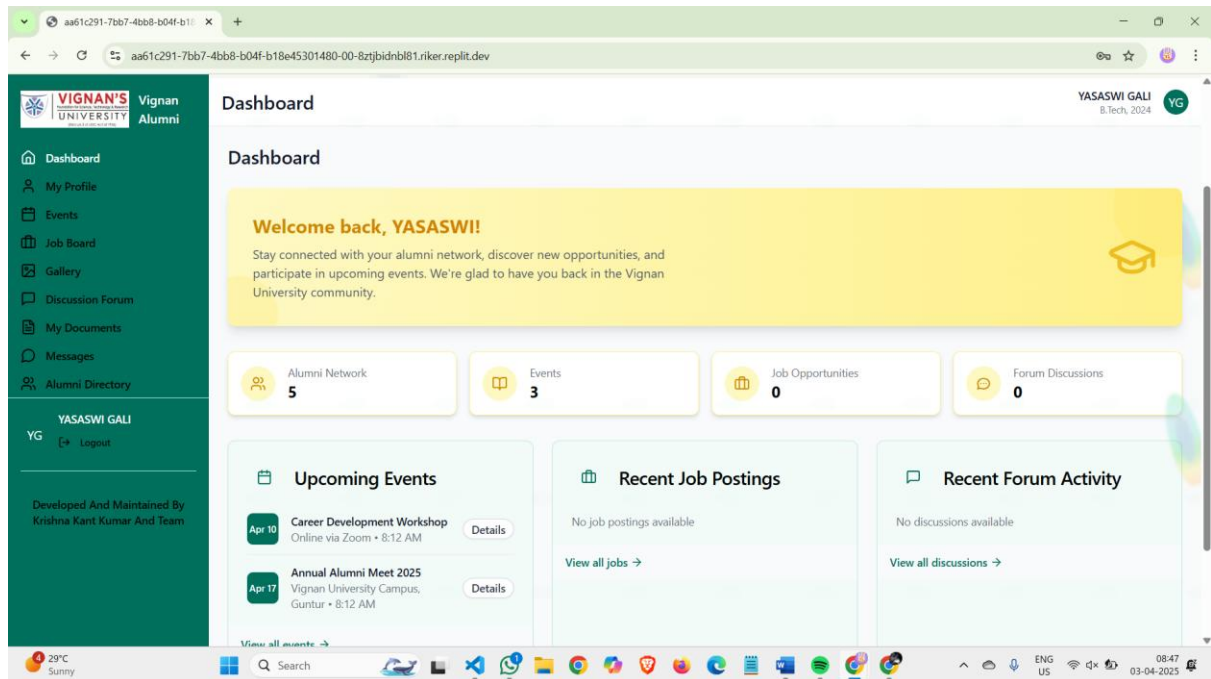 aa61c291-7bb7-4bb8-b04f-b18
aa61c291-7bb7-4bb8-b04f-b18e45301480-00-8ztjbidnbl81.riker.replit.dev
VIGNAN'S
UNIVERSITY
Vignan
Alumni
Dashboard
My Profile
Events
Job Board
Gallery
Discussion Forum
My Documents
Messages
Alumni Directory
YASASWI GALI
YG
Logout
Developed And Maintained By
Krishna Kant Kumar And Team
Dashboard
YASASWI GALI
B.Tech, 2024
YG
Dashboard
Welcome back, YASASWI!
Stay connected with your alumni network, discover new opportunities, and
participate in upcoming events. We're glad to have you back in the Vignan
University community.
Alumni Network
5
Events
3
Job Opportunities
0
Forum Discussions
0
Upcoming Events
Apr 10
Career Development Workshop
Online via Zoom • 8:12 AM
Details
Apr 17
Annual Alumni Meet 2025
Vignan University Campus,
Guntur • 8:12 AM
Details
View all events →
Recent Job Postings
No job postings available
View all jobs →
Recent Forum Activity
No discussions available
View all discussions →
4
29°C
Sunny
Search
ENG
US
08:47
03-04-2025